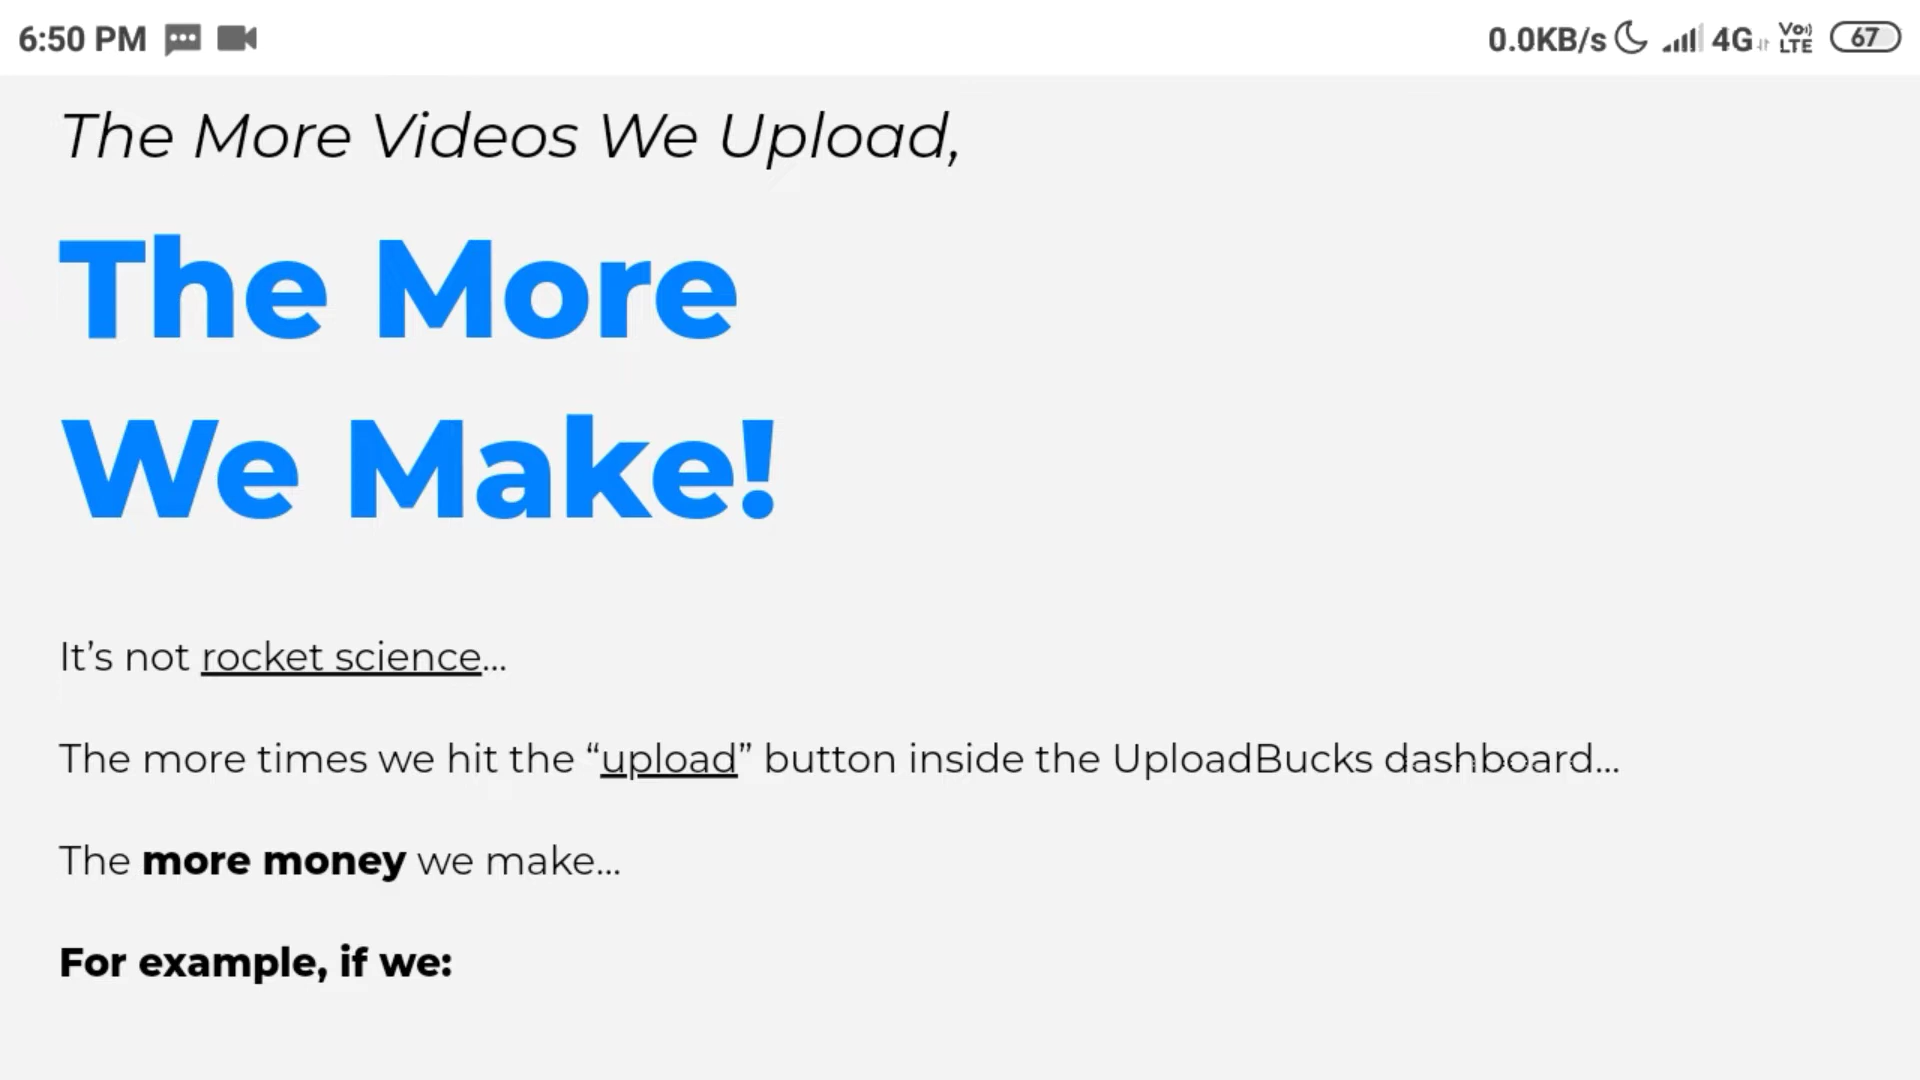 6:50 PM
0.0KB/s 4G Vo) LTE 67
The More Videos We Upload,
The More
We Make!
It’s not rocket science...
The more times we hit the “upload” button inside the UploadBucks dashboard...
The more money we make...
For example, if we: